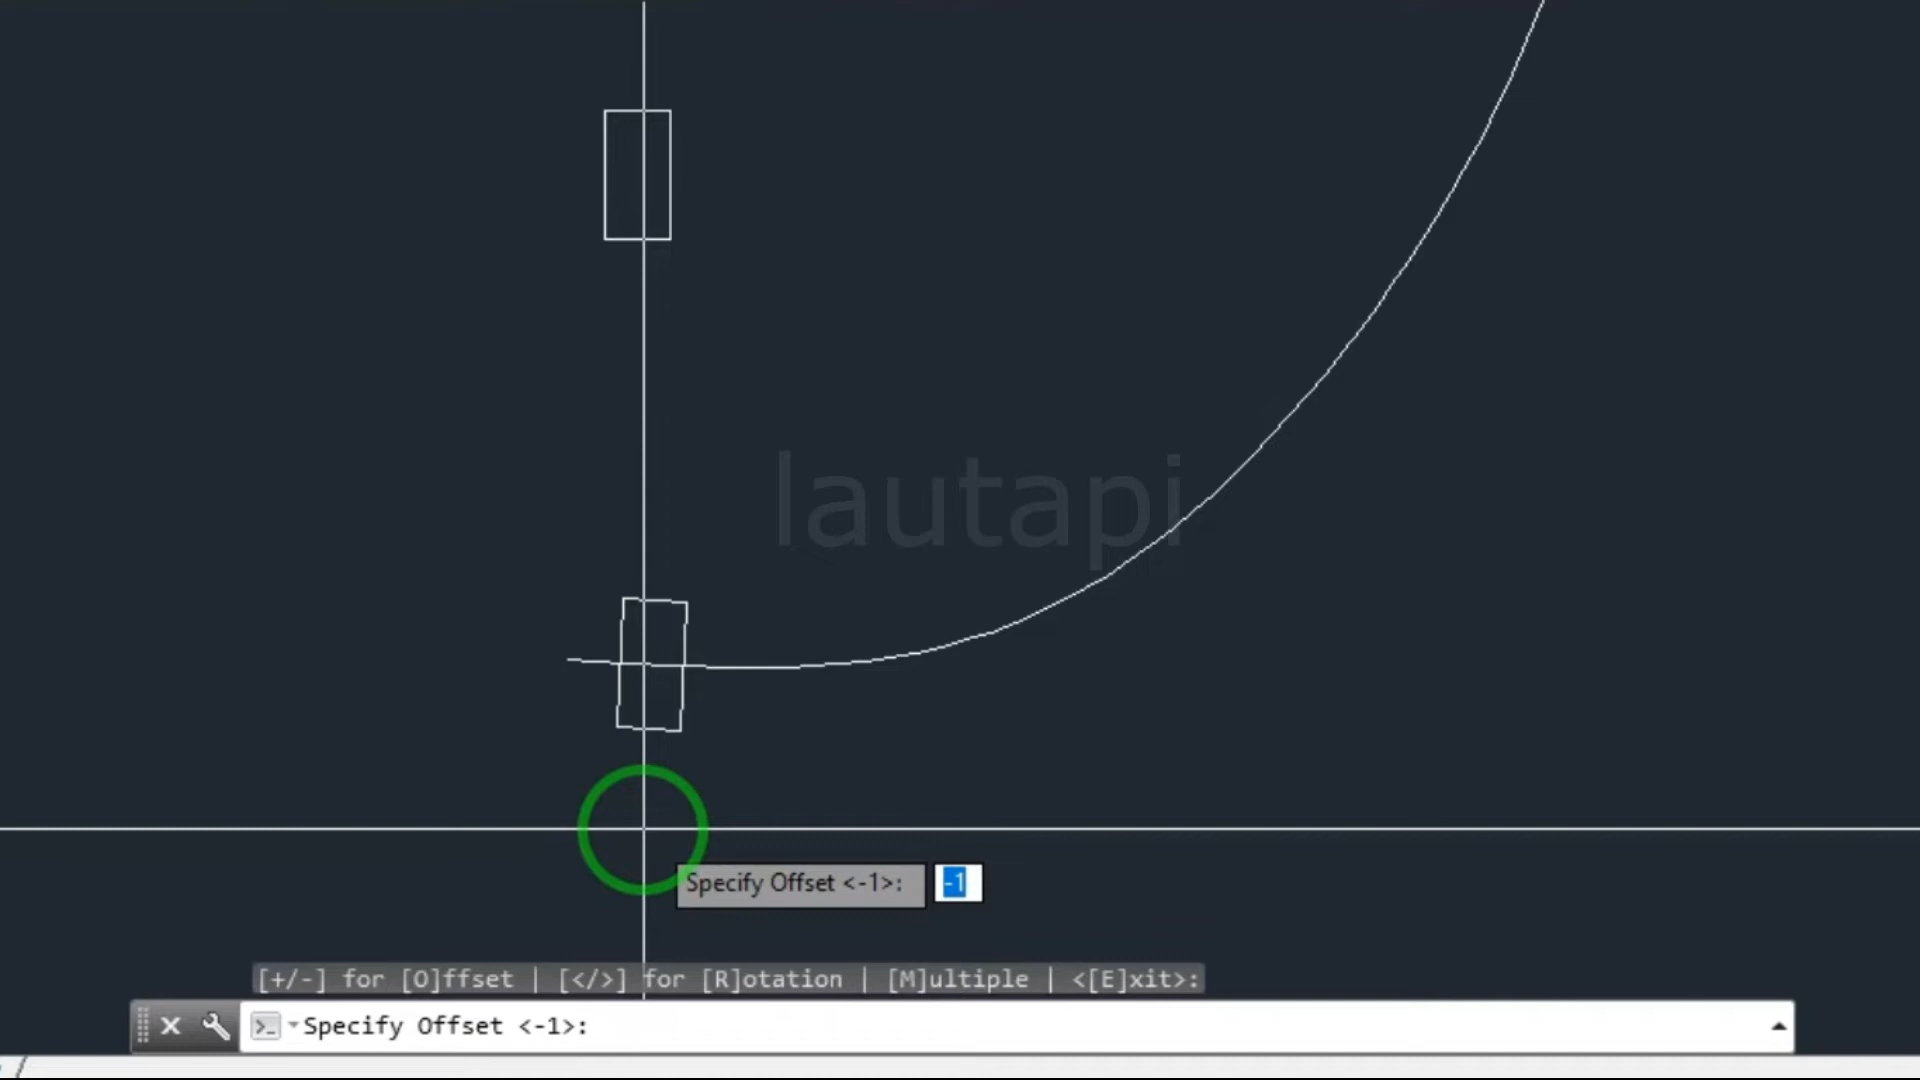 lautapi
Specify Offset <-1>: -1
[+/-] for [O]ffset | [</>] for [R]otation | [M]ultiple | <[E]xit>:
Specify Offset <-1>: